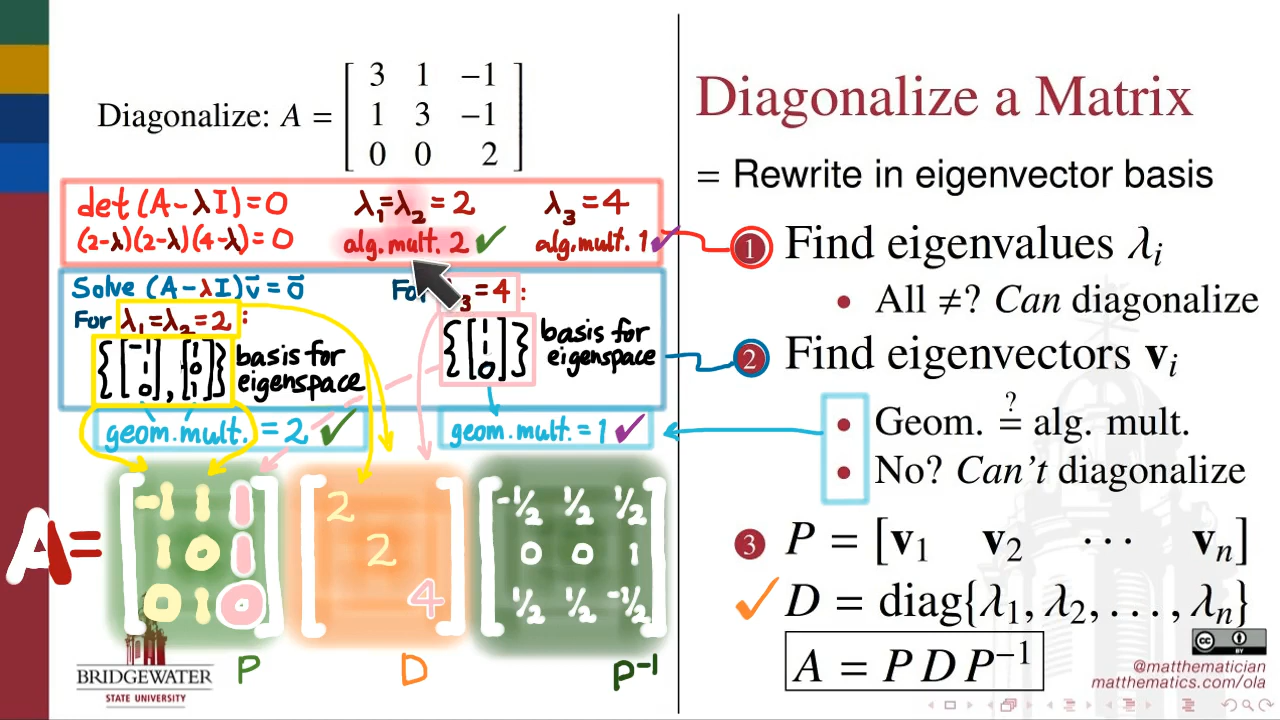 Diagonalize: A = [ 3 1 −1
1 3 −1
0 0 2 ]
det (A-λI)=0
(2-λ)(2-λ)(4-λ)=0
λ₁=λ₂=2
alg.mult. 2 ✓
λ₃=4
alg.mult. 1 ✓
Solve (A-λI)v⃗=0⃗
For λ₁=λ₂=2:
{[-1 1 0], [1 0 1]} basis for
eigenspace
geom.mult. = 2 ✓
For λ₃=4:
{[1 1 0]} basis for
eigenspace
geom.mult. = 1 ✓
A= [ -1 1 1
1 0 1
0 1 0 ]
P
[ 2
2
4 ]
D
[ -1/2 1/2 1/2
0 0 1
1/2 1/2 -1/2 ]
P⁻¹
BRIDGEWATER
STATE UNIVERSITY
Diagonalize a Matrix
= Rewrite in eigenvector basis
1 Find eigenvalues λᵢ
• All ≠? Can diagonalize
2 Find eigenvectors vᵢ
• Geom. =? alg. mult.
• No? Can't diagonalize
3 P = [v₁ v₂ ⋯ vₙ]
✓ D = diag{λ₁, λ₂, . . . , λₙ}
A = P D P⁻¹
cc BY
@matthematician
matthematics.com/ola